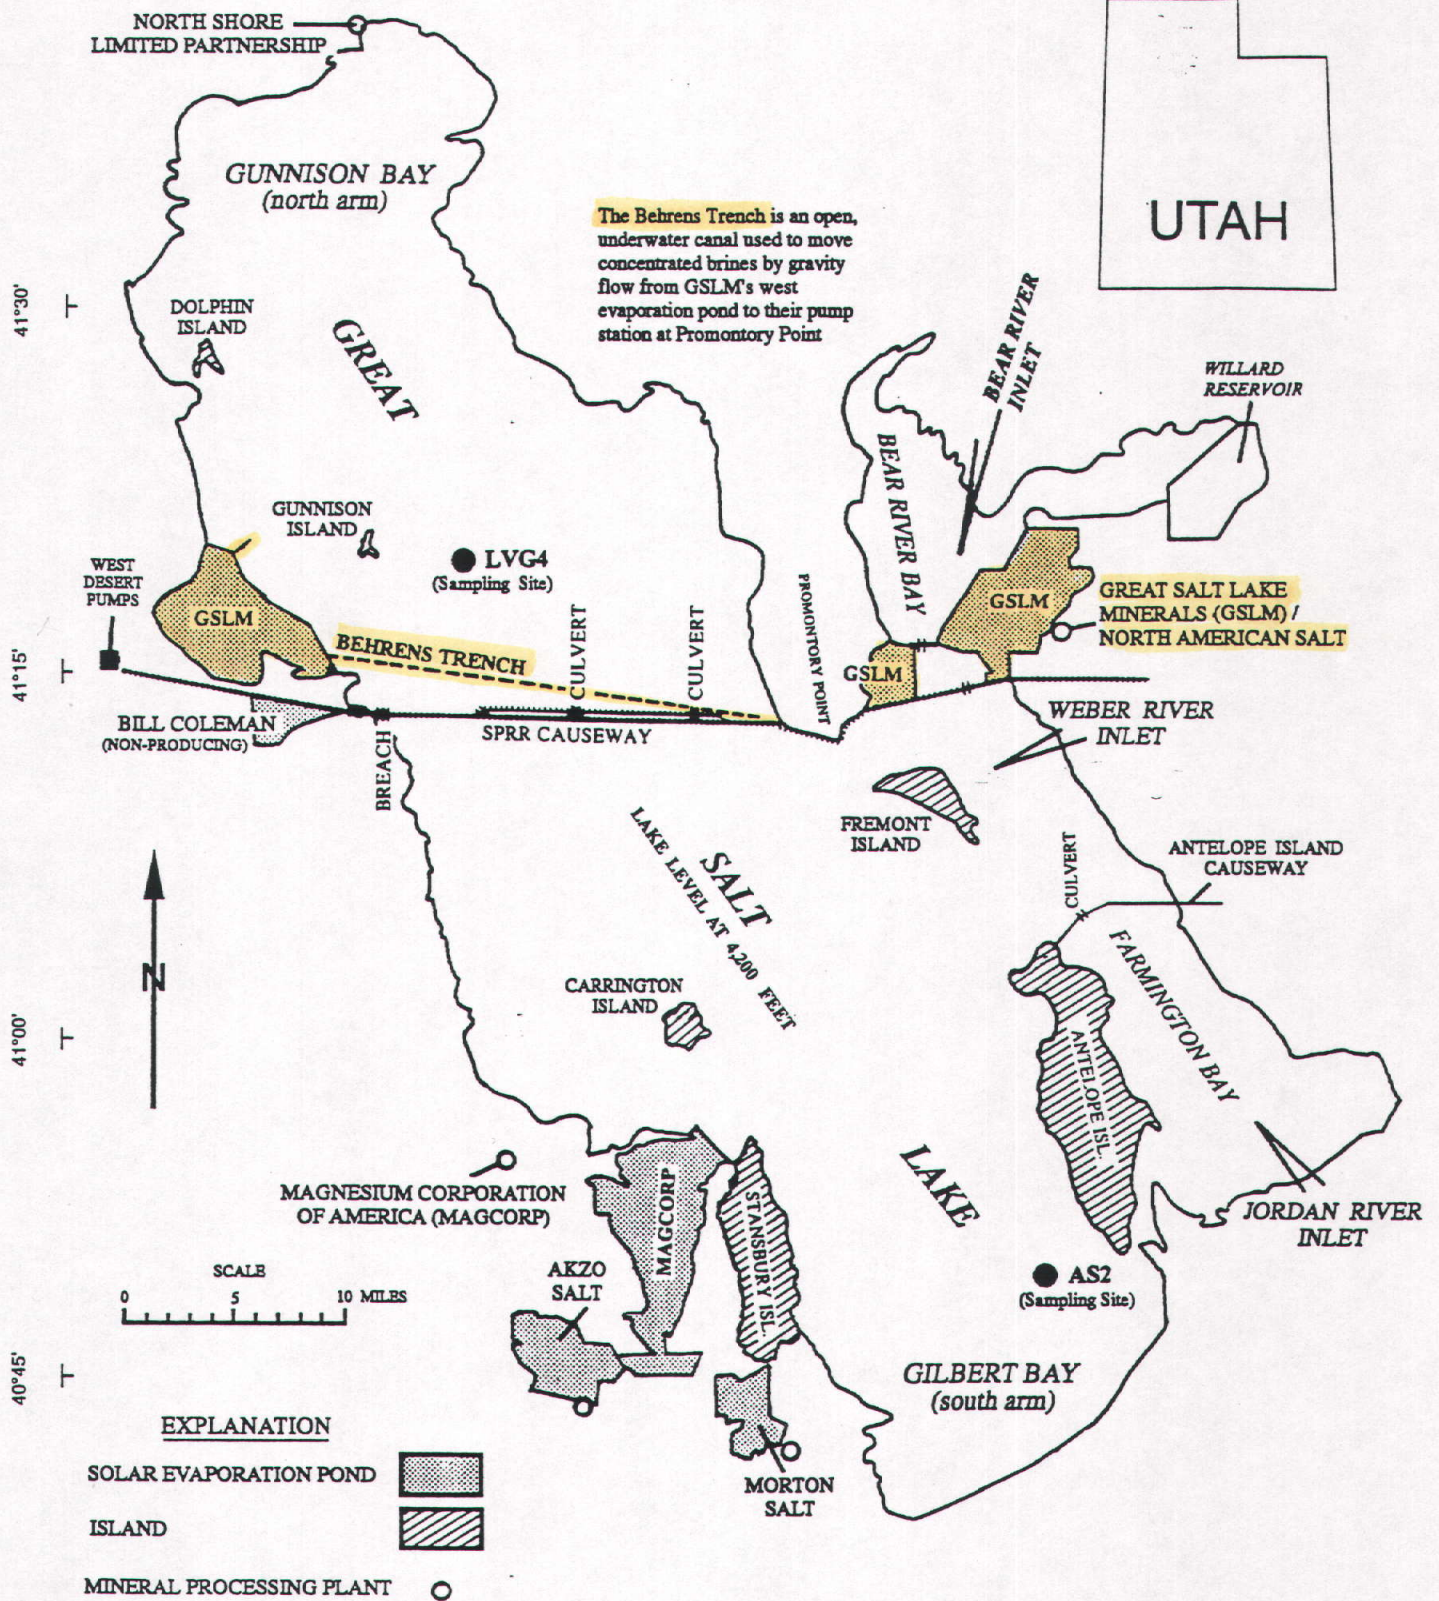 NORTH SHORE
LIMITED PARTNERSHIP
UTAH
GUNNISON BAY
(north arm)
The Behrens Trench is an open,
underwater canal used to move
concentrated brines by gravity
flow from GSLM's west
evaporation pond to their pump
station at Promontory Point
41°30'
DOLPHIN
ISLAND
GREAT
BEAR RIVER
INLET
WILLARD
RESERVOIR
BEAR RIVER BAY
GUNNISON
ISLAND
LVG4
(Sampling Site)
WEST
DESERT
PUMPS
GSLM
BEHRENS TRENCH
CULVERT
CULVERT
PROMONTORY POINT
GSLM
GSLM
GREAT SALT LAKE
MINERALS (GSLM) /
NORTH AMERICAN SALT
41°15'
BILL COLEMAN
(NON-PRODUCING)
BREACH
SPRR CAUSEWAY
WEBER RIVER
INLET
FREMONT
ISLAND
SALT
LAKE LEVEL AT 4,200 FEET
CULVERT
ANTELOPE ISLAND
CAUSEWAY
FARMINGTON BAY
N
CARRINGTON
ISLAND
41°00'
ANTELOPE ISL.
LAKE
MAGNESIUM CORPORATION
OF AMERICA (MAGCORP)
MAGCORP
STANSBURY ISL.
JORDAN RIVER
INLET
SCALE
0 5 10 MILES
AKZO
SALT
AS2
(Sampling Site)
40°45'
GILBERT BAY
(south arm)
MORTON
SALT
EXPLANATION
SOLAR EVAPORATION POND
ISLAND
MINERAL PROCESSING PLANT